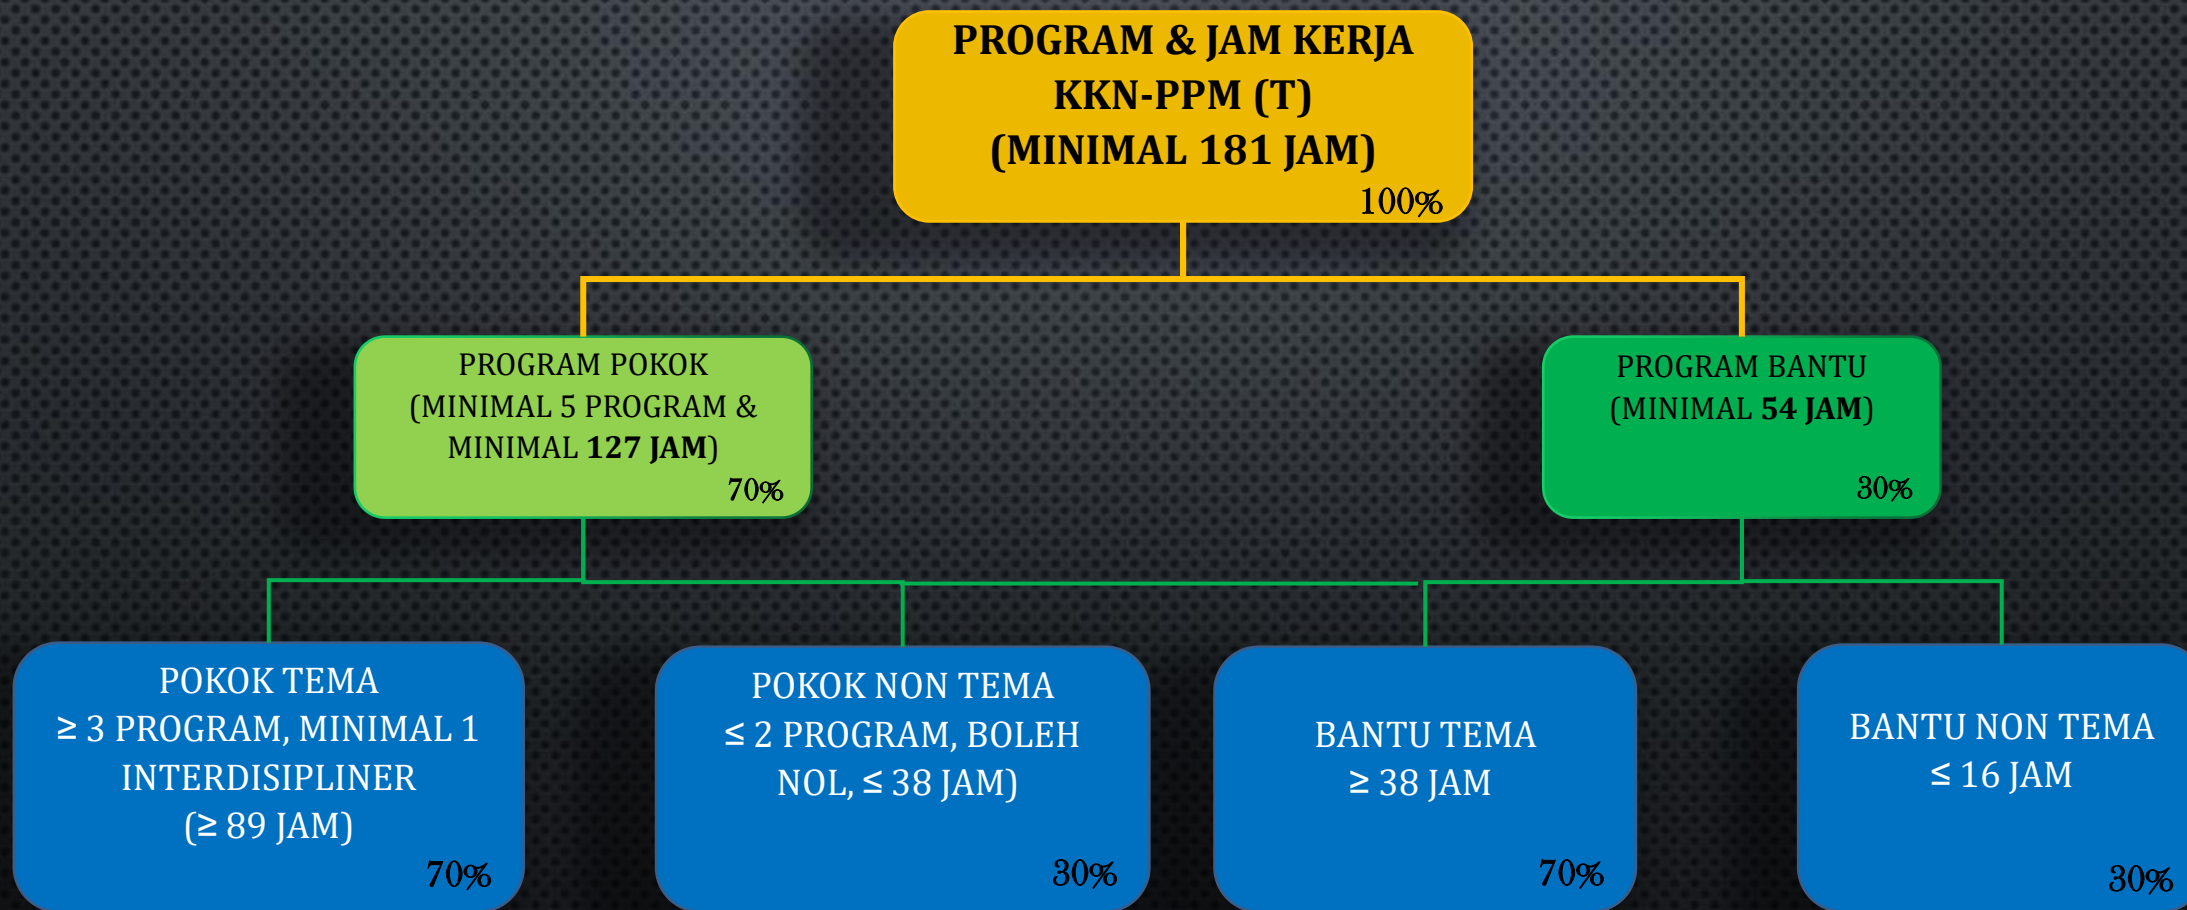 PROGRAM & JAM KERJA
KKN-PPM (T)
(MINIMAL 181 JAM)
100%
PROGRAM POKOK
(MINIMAL 5 PROGRAM &
MINIMAL 127 JAM)
70%
PROGRAM BANTU
(MINIMAL 54 JAM)
30%
POKOK TEMA
≥ 3 PROGRAM, MINIMAL 1
INTERDISIPLINER
(≥ 89 JAM)
70%
POKOK NON TEMA
≤ 2 PROGRAM, BOLEH
NOL, ≤ 38 JAM)
30%
BANTU TEMA
≥ 38 JAM
70%
BANTU NON TEMA
≤ 16 JAM
30%